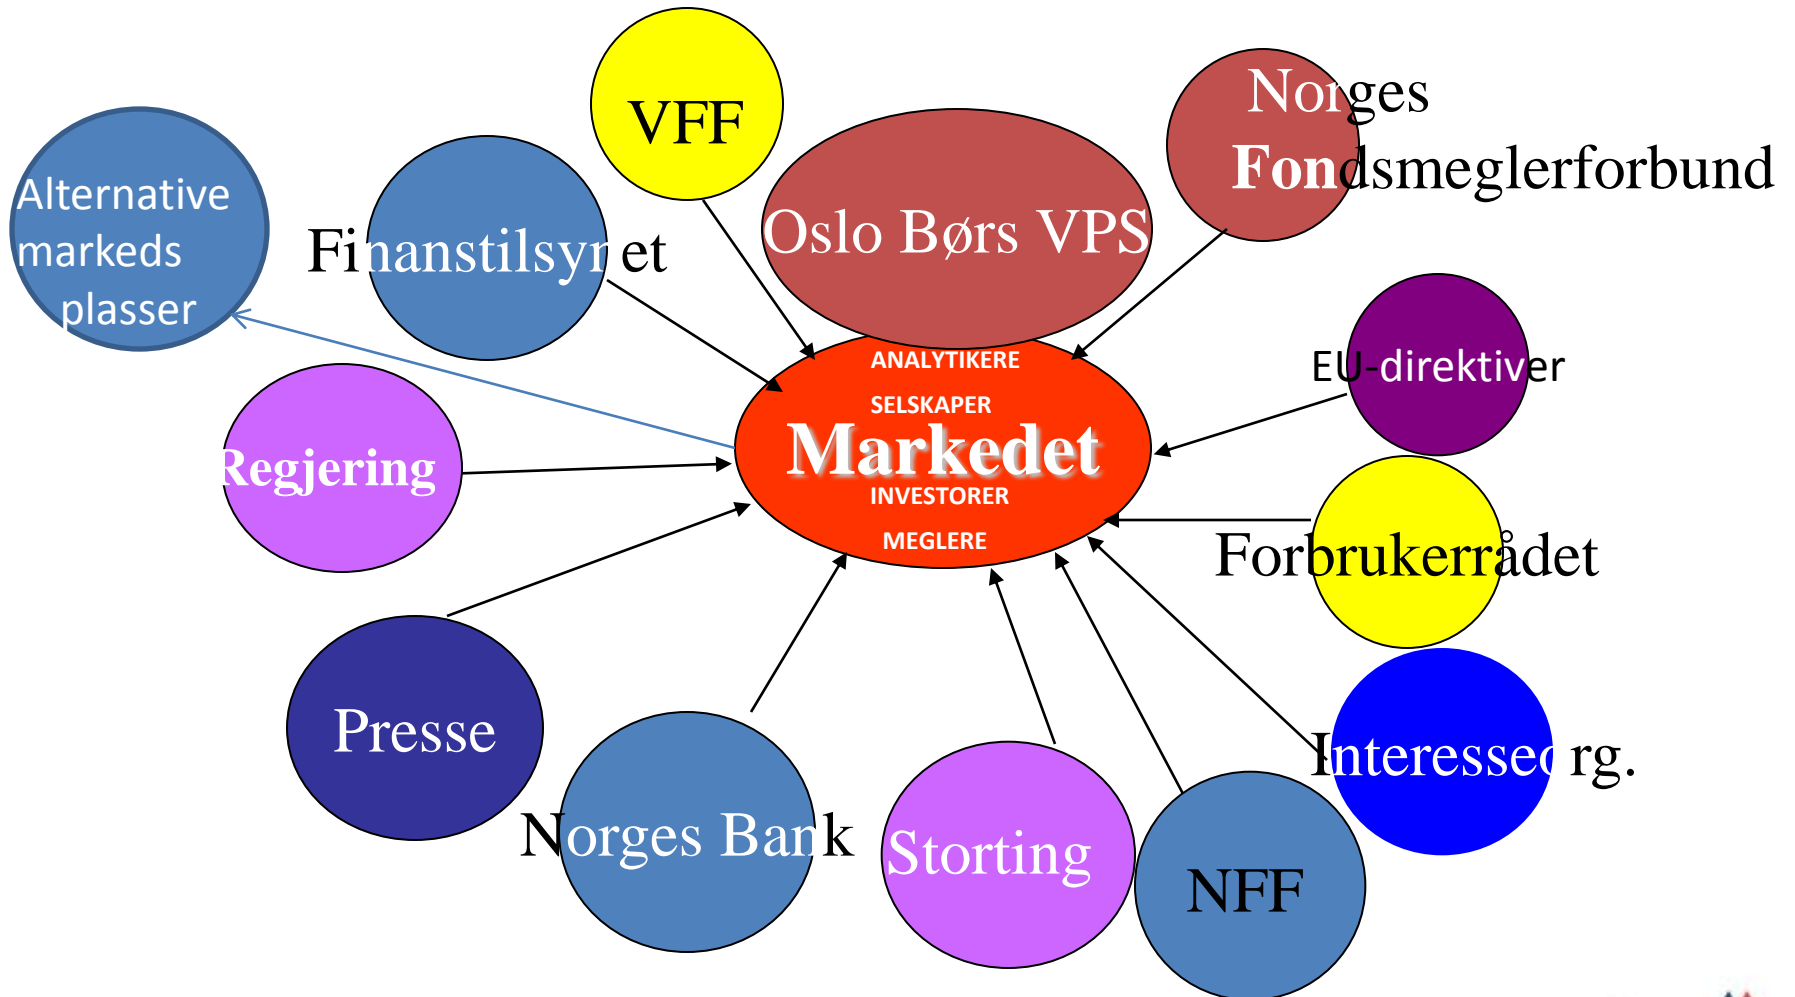 VFF
Norges
Fondsmeglerforbund
Alternative
markeds
plasser
Finanstilsynet
Oslo Børs VPS
EU-direktiver
ANALYTIKERE
SELSKAPER
Markedet
INVESTORER
MEGLERE
Regjering
Forbrukerrådet
Presse
Interesseorg.
Norges Bank
Storting
NFF